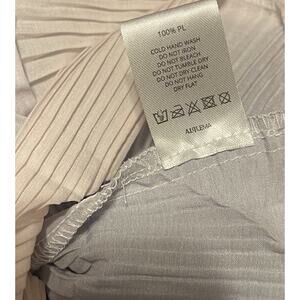 100% PL
COLD HAND WASH
DO NOT IRON
DO NOT BLEACH
DO NOT TUMBLE DRY
DO NOT DRY CLEAN
DO NOT HANG
DRY FLAT